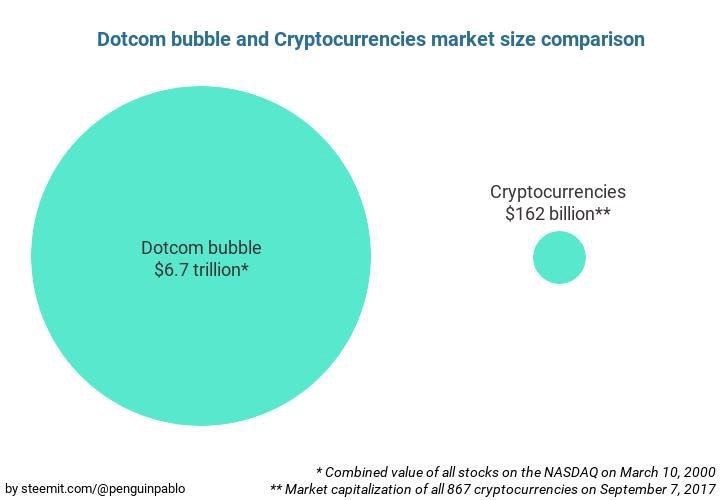 Dotcom bubble and Cryptocurrencies market size comparison
Cryptocurrencies
$162 billion**
Dotcom bubble
$6.7 trillion*
* Combined value of all stocks on the NASDAQ on March 10, 2000
by steemit.com/@penguinpablo
** Market capitalization of all 867 cryptocurrencies on September 7, 2017